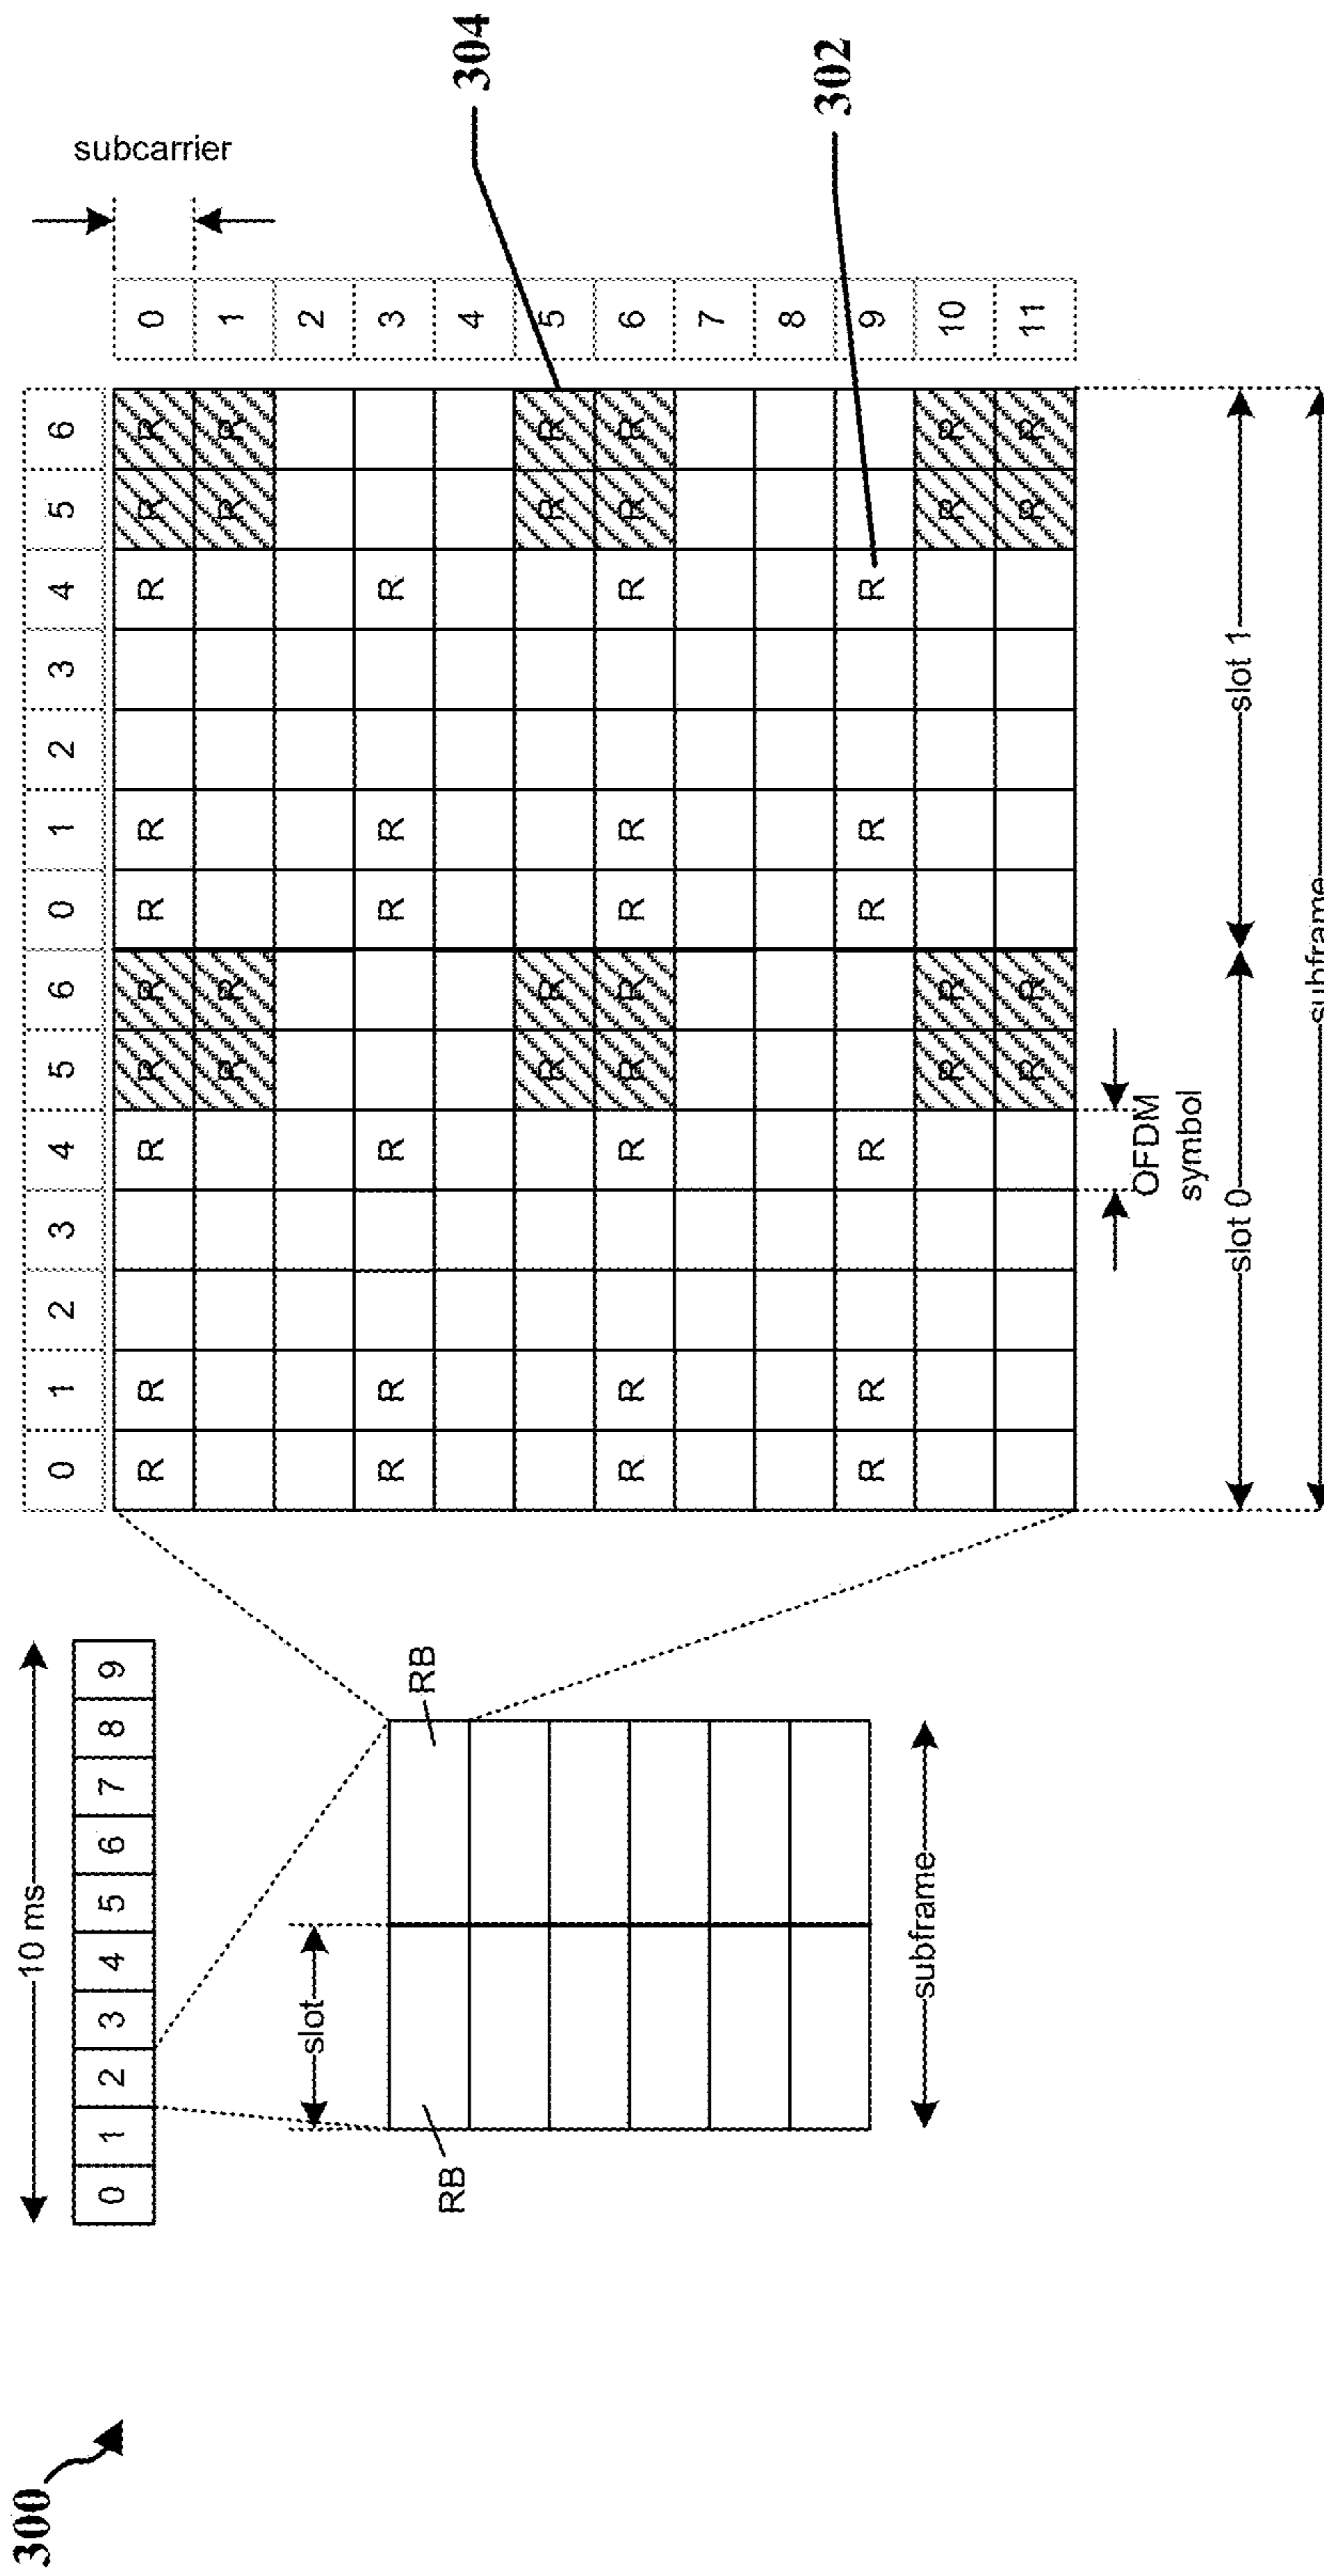 300
10 ms
0 1 2 3 4 5 6 7 8 9
slot
RB
RB
subframe
0 1 2 3 4 5 6 0 1 2 3 4 5 6
subcarrier
R R R R R R R R R R 0
R R R R 1
2
R R R R R R 3
4
R R R R 5
R R R R R R R R R R 6
7
8
R R R R R R 9
R R R R 10
R R R R 11
304
302
OFDM
symbol
slot 0
slot 1
subframe